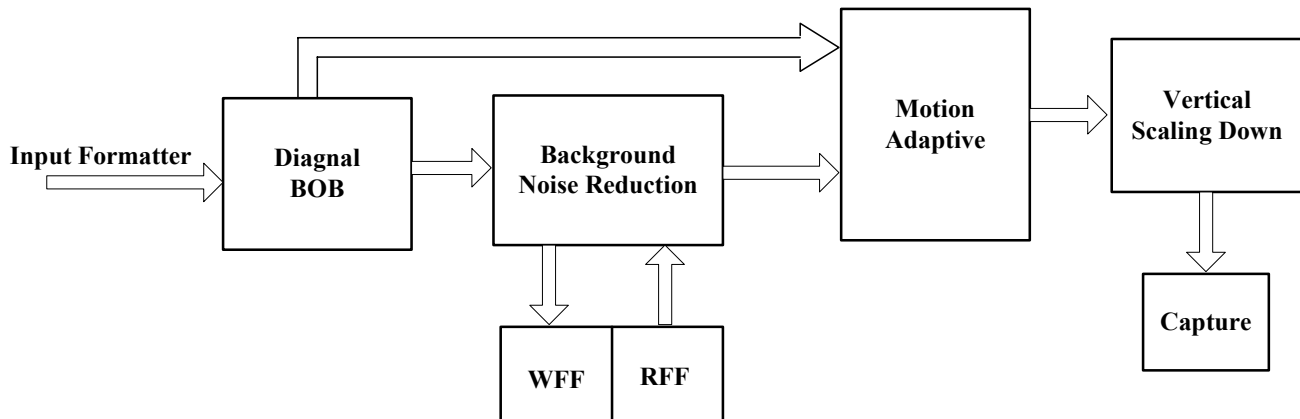 Input Formatter
Diagnal
BOB
Background
Noise Reduction
Motion
Adaptive
Vertical
Scaling Down
WFF
RFF
Capture